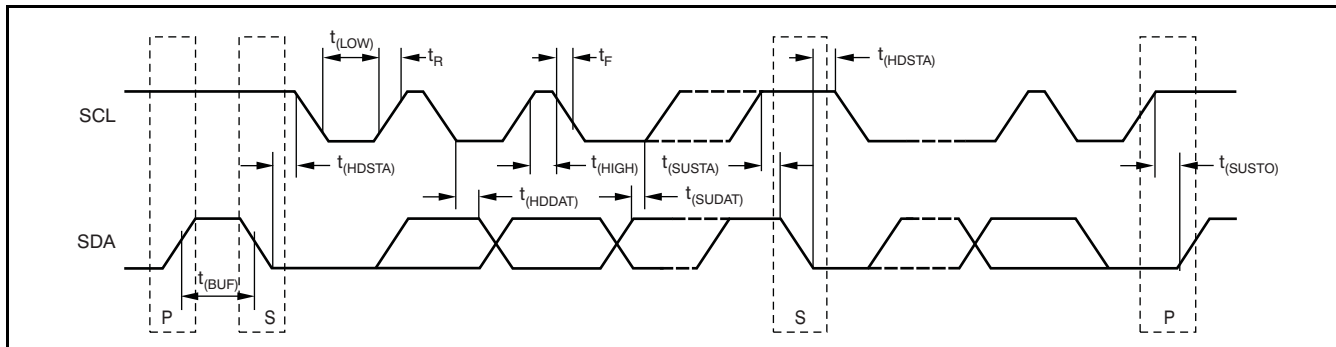 t(LOW)
tR
tF
t(HDSTA)
SCL
t(HDSTA)
t(HIGH)
t(SUSTA)
t(SUSTO)
t(HDDAT)
t(SUDAT)
SDA
t(BUF)
P
S
S
P